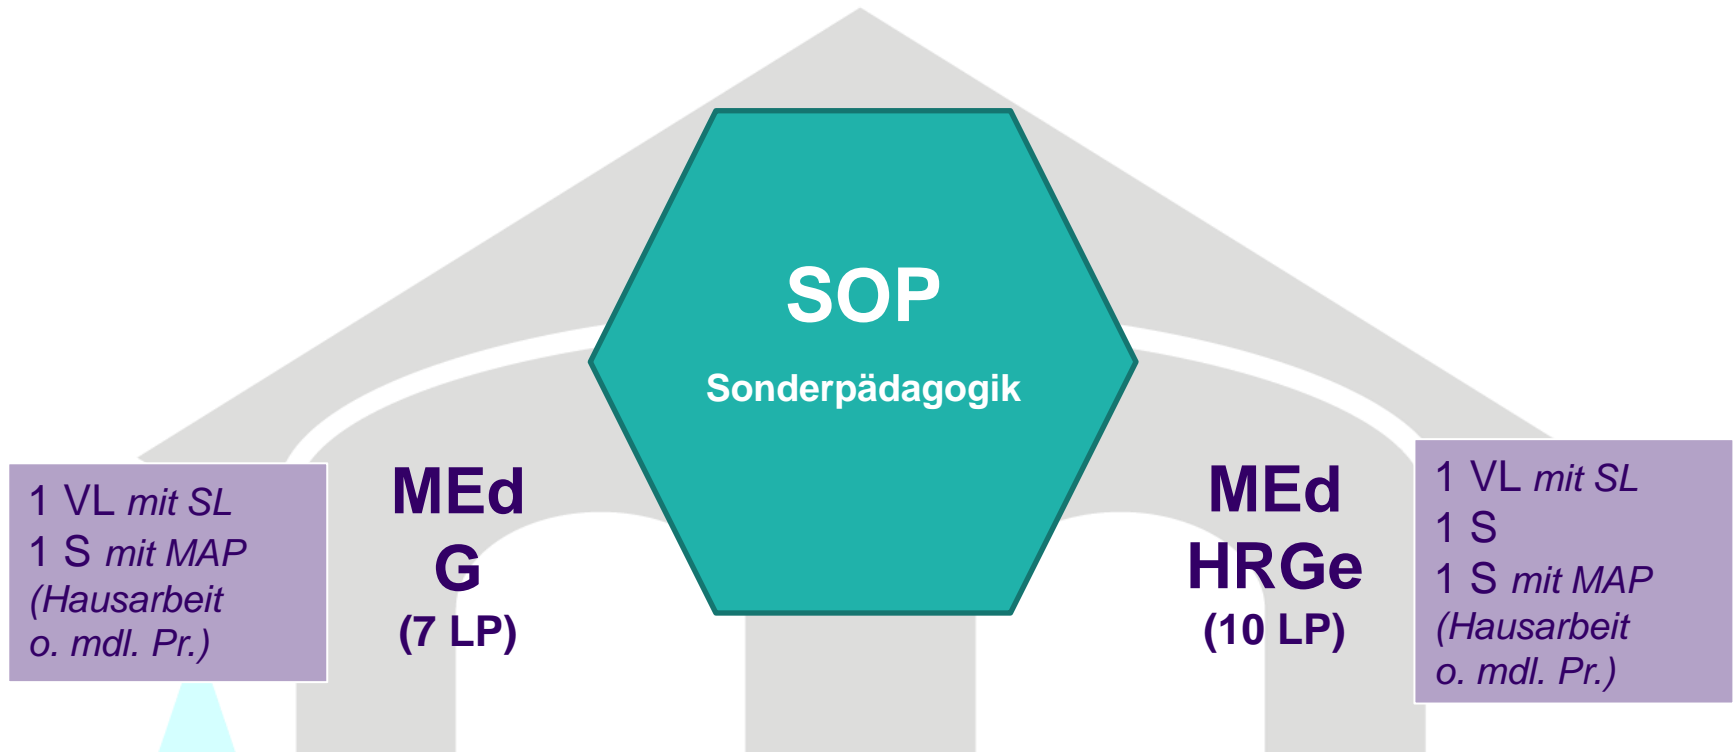 SOP
Sonderpädagogik
1 VL mit SL
1 S mit MAP
(Hausarbeit
o. mdl. Pr.)
MEd
G
(7 LP)
MEd
HRGe
(10 LP)
1 VL mit SL
1 S
1 S mit MAP
(Hausarbeit
o. mdl. Pr.)